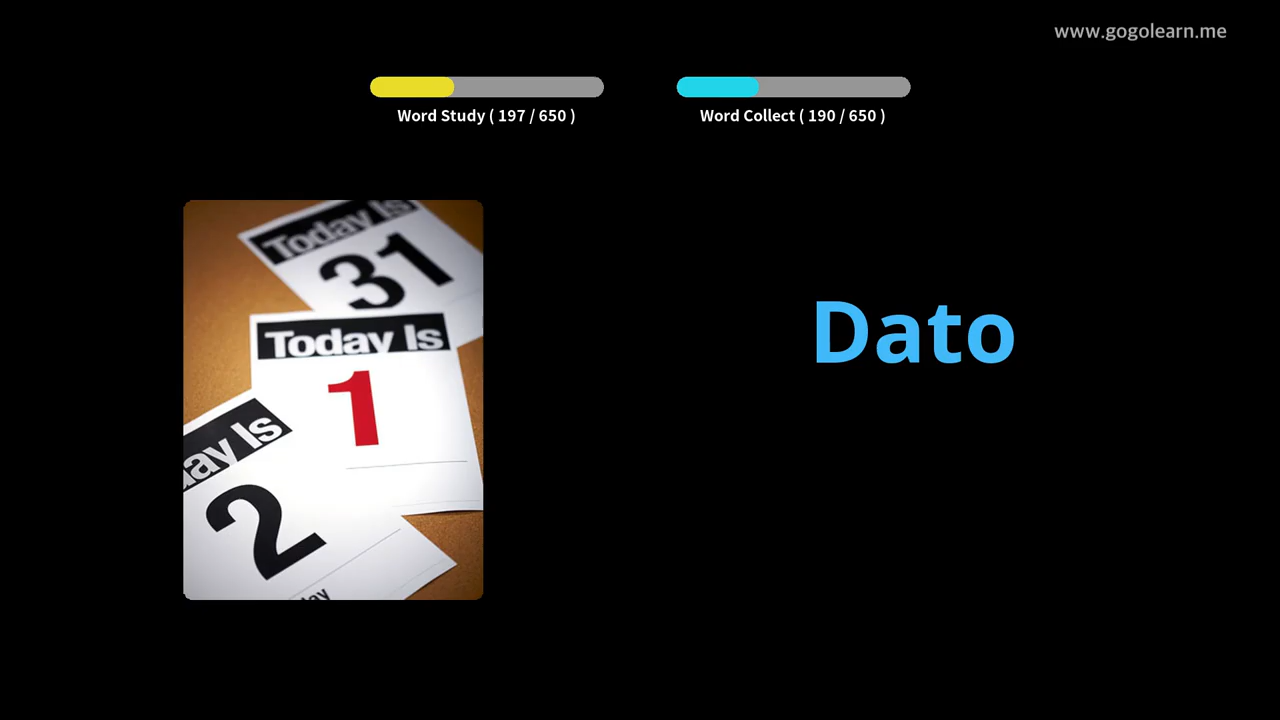 www.gogolearn.me
Word Study ( 197 / 650 )
Word Collect ( 190 / 650 )
Today Is
31
Today Is
1
Dato
ay Is
2